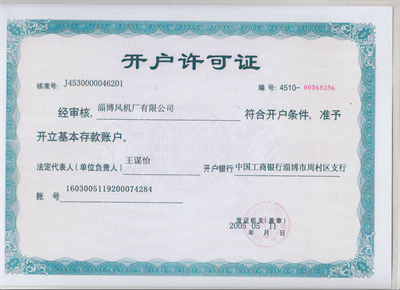 开户许可证
核准号: J4530000046201 编号: 4510-00568256
经审核, 淄博风机厂有限公司 符合开户条件, 准予
开立基本存款账户。
法定代表人(单位负责人) 王谋怡 开户银行 中国工商银行淄博市周村区支行
账 号 1603005119200074284
发证机关(盖章)
2005 05 11
年 月 日